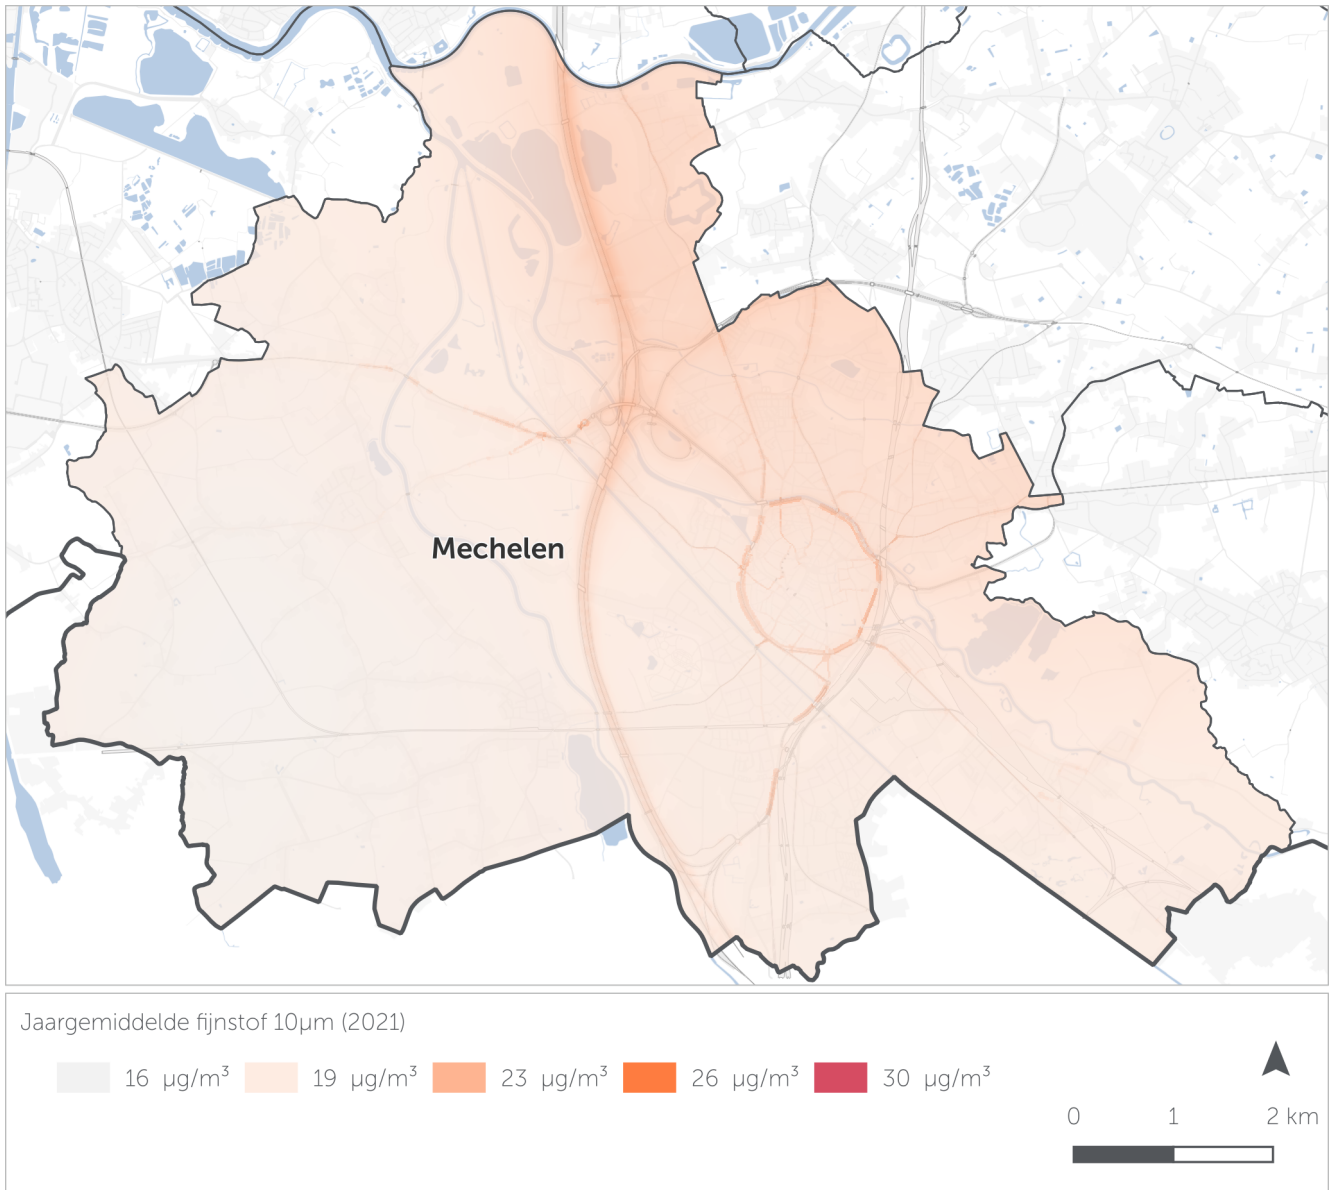 Mechelen
Jaargemiddelde fijnstof 10µm (2021)
16 µg/m³ 19 µg/m³ 23 µg/m³ 26 µg/m³ 30 µg/m³
0 1 2 km